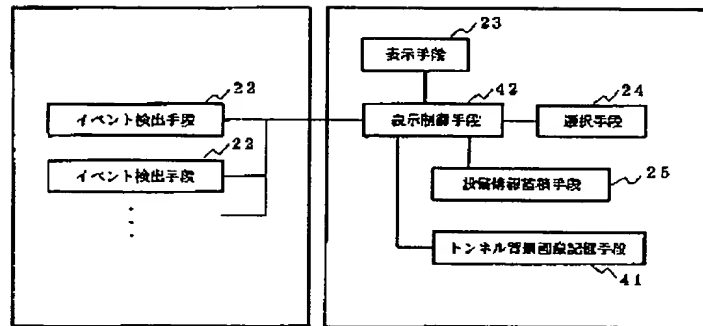 23
表示手段
22
42
24
イベント検出手段
表示制御手段
選択手段
22
イベント検出手段
設備情報蓄積手段
25
トンネル背景画像記憶手段
41